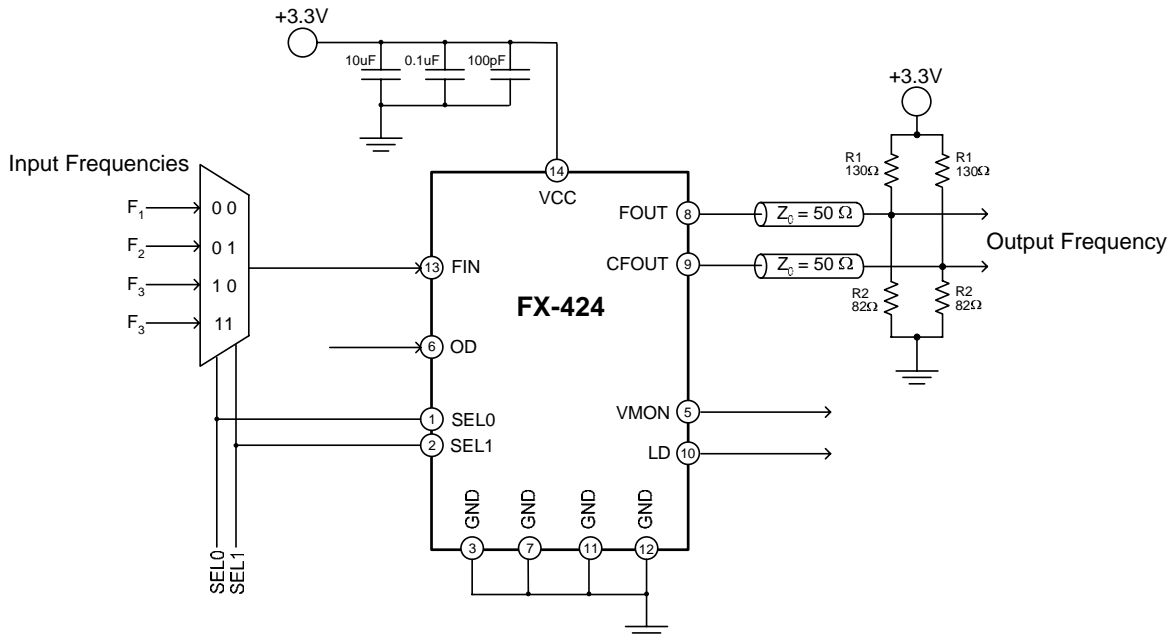 +3.3V
10uF
0.1uF
100pF
+3.3V
Input Frequencies
R1
130Ω
R1
130Ω
14
VCC
F1
0 0
FOUT
8
Z0 = 50 Ω
F2
0 1
Output Frequency
13
FIN
CFOUT
9
Z0 = 50 Ω
F3
1 0
R2
82Ω
R2
82Ω
FX-424
F3
11
6
OD
1
SEL0
VMON
5
2
SEL1
LD
10
GND
GND
GND
GND
3
7
11
12
SEL0
SEL1